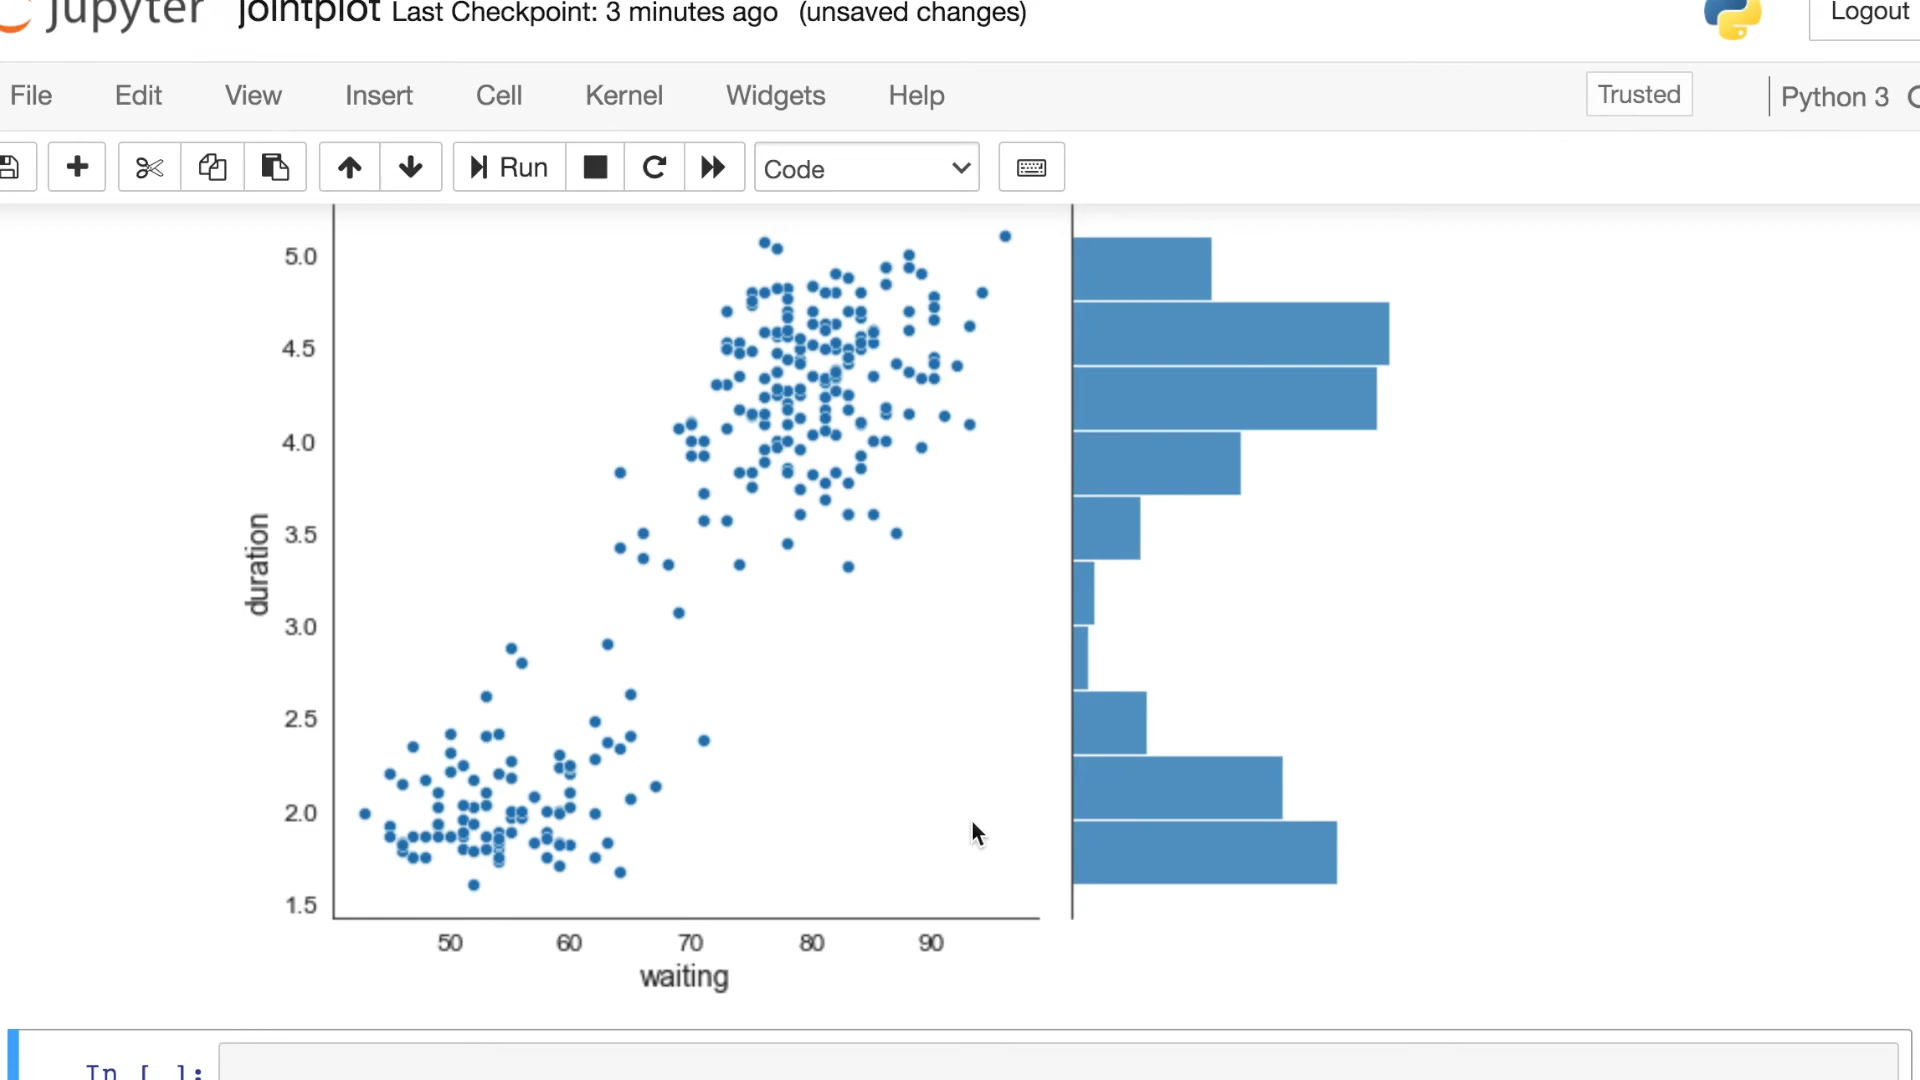 jupyter jointplot Last Checkpoint: 3 minutes ago (unsaved changes) Logout
File Edit View Insert Cell Kernel Widgets Help Trusted Python 3
Run Code
5.0
4.5
4.0
3.5
3.0
2.5
2.0
1.5
duration
50 60 70 80 90
waiting
In [ ]: